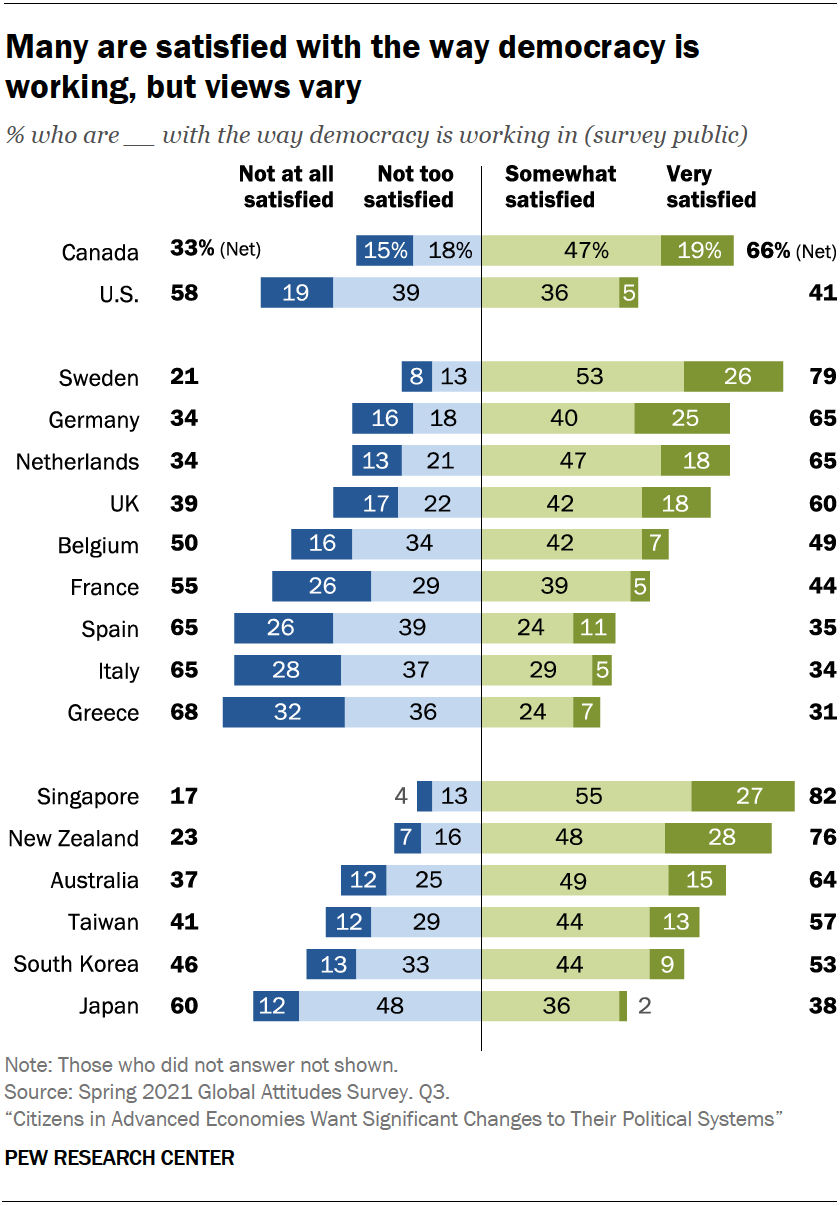 Many are satisfied with the way democracy is
working, but views vary
% who are __ with the way democracy is working in (survey public)
Not at all satisfied Not too satisfied Somewhat satisfied Very satisfied
Canada 33% (Net) 15% 18% 47% 19% 66% (Net)
U.S. 58 19 39 36 5 41
Sweden 21 8 13 53 26 79
Germany 34 16 18 40 25 65
Netherlands 34 13 21 47 18 65
UK 39 17 22 42 18 60
Belgium 50 16 34 42 7 49
France 55 26 29 39 5 44
Spain 65 26 39 24 11 35
Italy 65 28 37 29 5 34
Greece 68 32 36 24 7 31
Singapore 17 4 13 55 27 82
New Zealand 23 7 16 48 28 76
Australia 37 12 25 49 15 64
Taiwan 41 12 29 44 13 57
South Korea 46 13 33 44 9 53
Japan 60 12 48 36 2 38
Note: Those who did not answer not shown.
Source: Spring 2021 Global Attitudes Survey. Q3.
“Citizens in Advanced Economies Want Significant Changes to Their Political Systems”
PEW RESEARCH CENTER